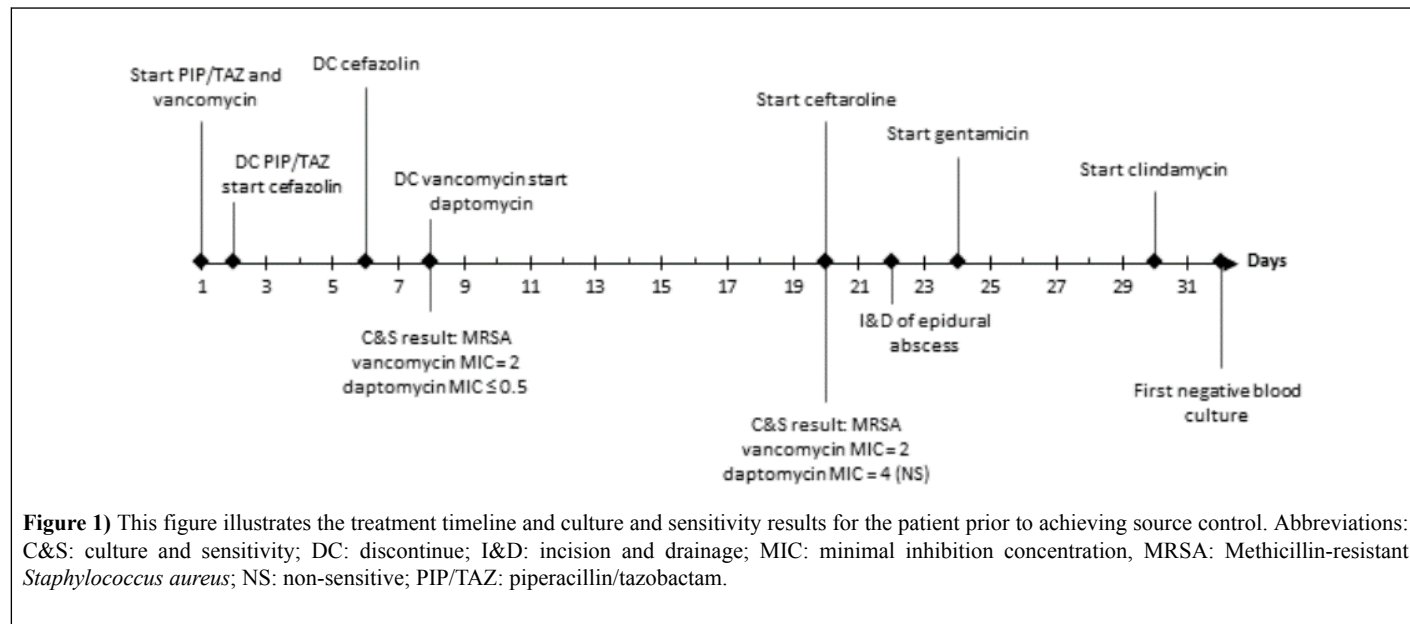 Start PIP/TAZ and
vancomycin
DC PIP/TAZ
start cefazolin
DC cefazolin
DC vancomycin start
daptomycin
Start ceftaroline
Start gentamicin
Start clindamycin
1 3 5 7 9 11 13 15 17 19 21 23 25 27 29 31
Days
C&S result: MRSA
vancomycin MIC = 2
daptomycin MIC ≤ 0.5
C&S result: MRSA
vancomycin MIC = 2
daptomycin MIC = 4 (NS)
I&D of epidural
abscess
First negative blood
culture
Figure 1) This figure illustrates the treatment timeline and culture and sensitivity results for the patient prior to achieving source control. Abbreviations:
C&S: culture and sensitivity; DC: discontinue; I&D: incision and drainage; MIC: minimal inhibition concentration, MRSA: Methicillin-resistant
Staphylococcus aureus; NS: non-sensitive; PIP/TAZ: piperacillin/tazobactam.